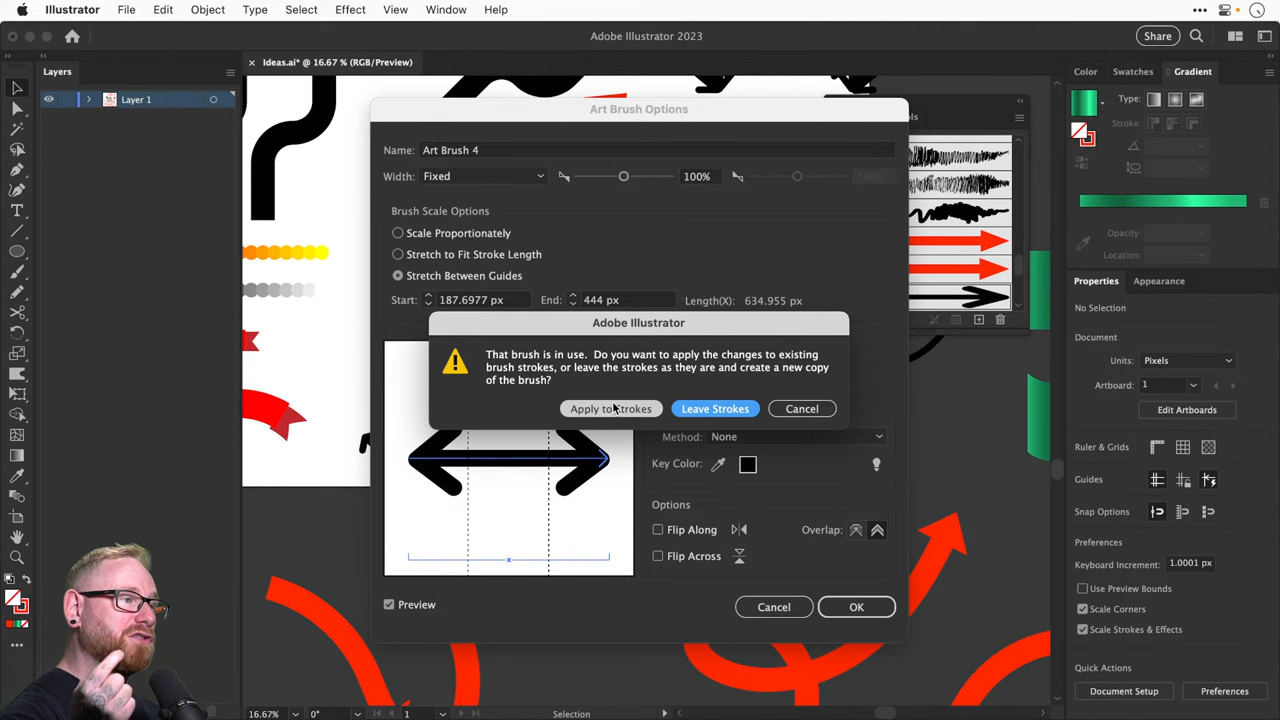 Illustrator File Edit Object Type Select Effect View Window Help
Adobe Illustrator 2023
Share
Layers
× Ideas.ai* @ 16.67 % (RGB/Preview)
Layer 1
Color Swatches Gradient
Type:
Stroke:
Opacity:
Location:
Art Brush Options
Name: Art Brush 4
Width: Fixed 100% 100%
Brush Scale Options
Scale Proportionately
Stretch to Fit Stroke Length
Stretch Between Guides
Start: 187.6977 px End: 444 px Length(X): 634.955 px
Adobe Illustrator
That brush is in use. Do you want to apply the changes to existing
brush strokes, or leave the strokes as they are and create a new copy
of the brush?
Apply to Strokes Leave Strokes Cancel
Method: None
Key Color:
Options
Flip Along Overlap:
Flip Across
Preview
Cancel OK
Properties Appearance
No Selection
Document
Units: Pixels
Artboard: 1
Edit Artboards
Ruler & Grids
Guides
Snap Options
Preferences
Keyboard Increment: 1.0001 px
Use Preview Bounds
Scale Corners
Scale Strokes & Effects
Quick Actions
Document Setup Preferences
16.67% 0° 1 Selection